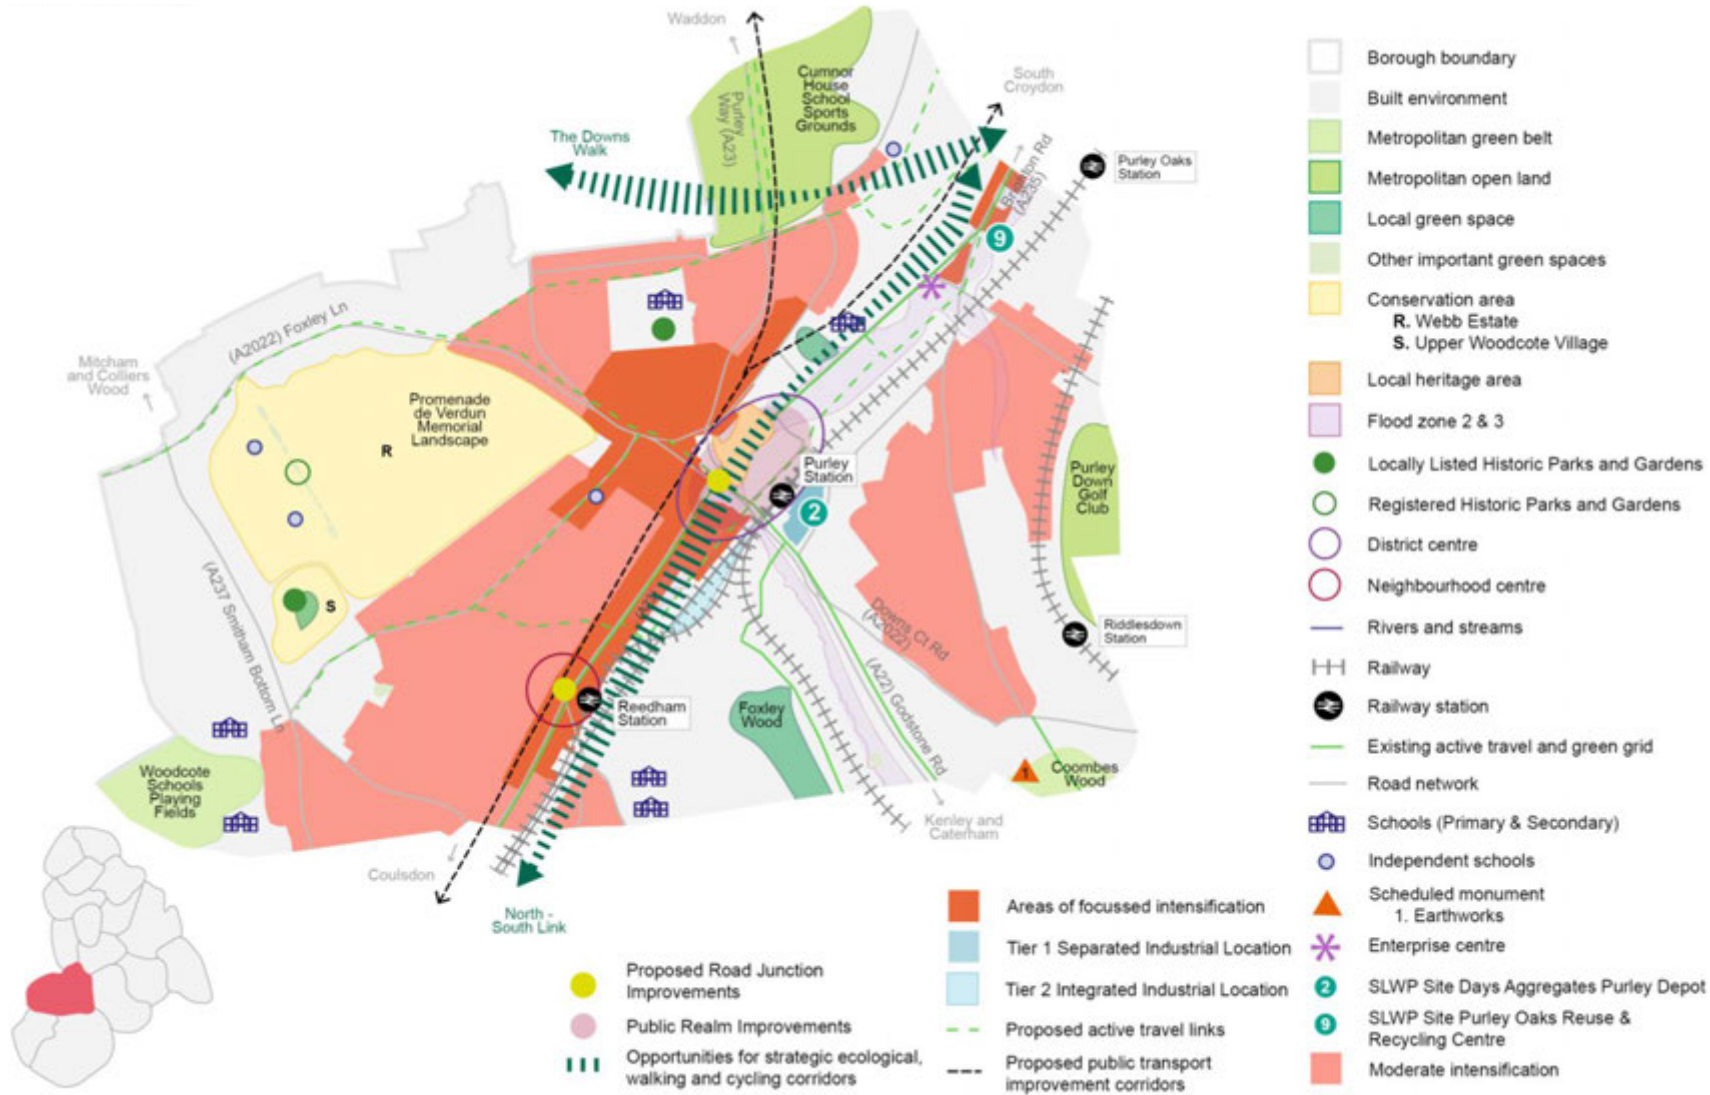 Waddon
South
Croydon
Cumnor
House
School
Sports
Grounds
Purley
Way (A23)
The Downs
Walk
Brighton Rd
(A235)
Purley Oaks
Station
9
(A2022) Foxley Ln
Mitcham
and Colliers
Wood
Promenade
de Verdun
Memorial
Landscape
R
Purley
Station
2
Purley
Down
Golf
Club
(A237 Smitham Bottom Ln
S
Downs Ct Rd
(A2022)
Riddlesdown
Station
(A22) Godstone Rd
Reedham
Station
Foxley
Wood
Woodcote
Schools
Playing
Fields
1
Coombes
Wood
Kenley and
Caterham
Coulsdon
North -
South Link
Borough boundary
Built environment
Metropolitan green belt
Metropolitan open land
Local green space
Other important green spaces
Conservation area
R. Webb Estate
S. Upper Woodcote Village
Local heritage area
Flood zone 2 & 3
Locally Listed Historic Parks and Gardens
Registered Historic Parks and Gardens
District centre
Neighbourhood centre
Rivers and streams
Railway
Railway station
Existing active travel and green grid
Road network
Schools (Primary & Secondary)
Independent schools
Scheduled monument
1. Earthworks
Enterprise centre
2 SLWP Site Days Aggregates Purley Depot
9 SLWP Site Purley Oaks Reuse &
Recycling Centre
Moderate intensification
Areas of focussed intensification
Tier 1 Separated Industrial Location
Tier 2 Integrated Industrial Location
Proposed active travel links
Proposed public transport
improvement corridors
Proposed Road Junction
Improvements
Public Realm Improvements
Opportunities for strategic ecological,
walking and cycling corridors